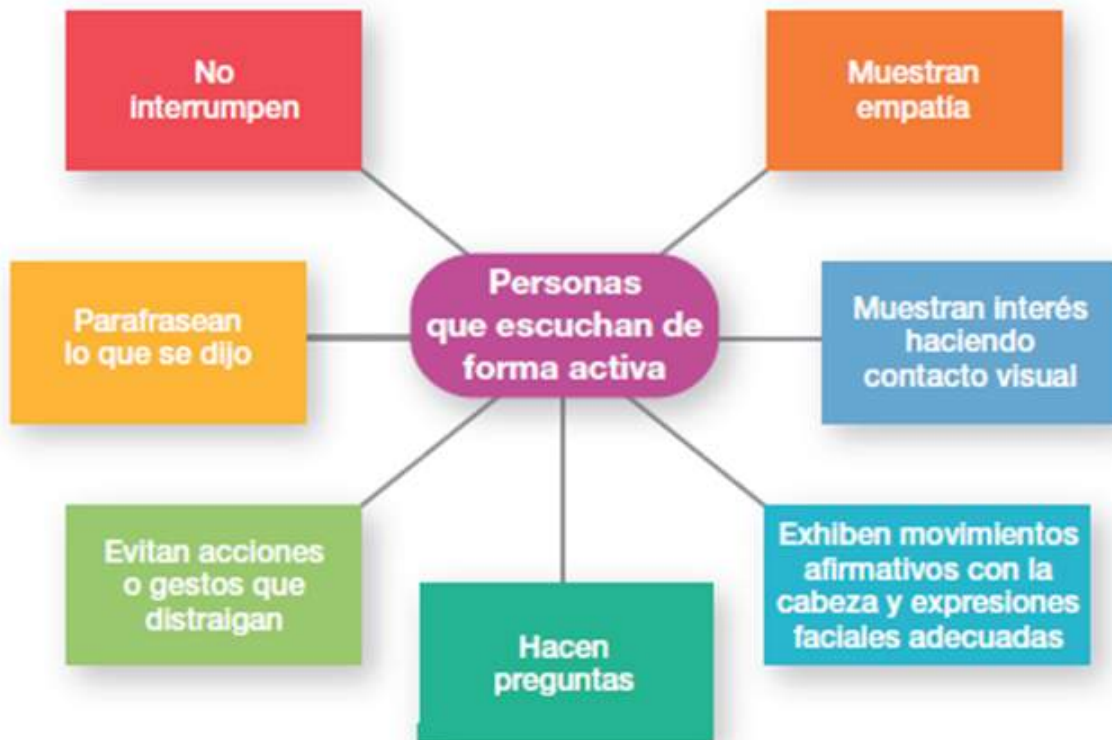 No
interrumpen
Muestran
empatía
Personas
que escuchan de
forma activa
Parafrasean
lo que se dijo
Muestran interés
haciendo
contacto visual
Evitan acciones
o gestos que
distraigan
Hacen
preguntas
Exhiben movimientos
afirmativos con la
cabeza y expresiones
faciales adecuadas